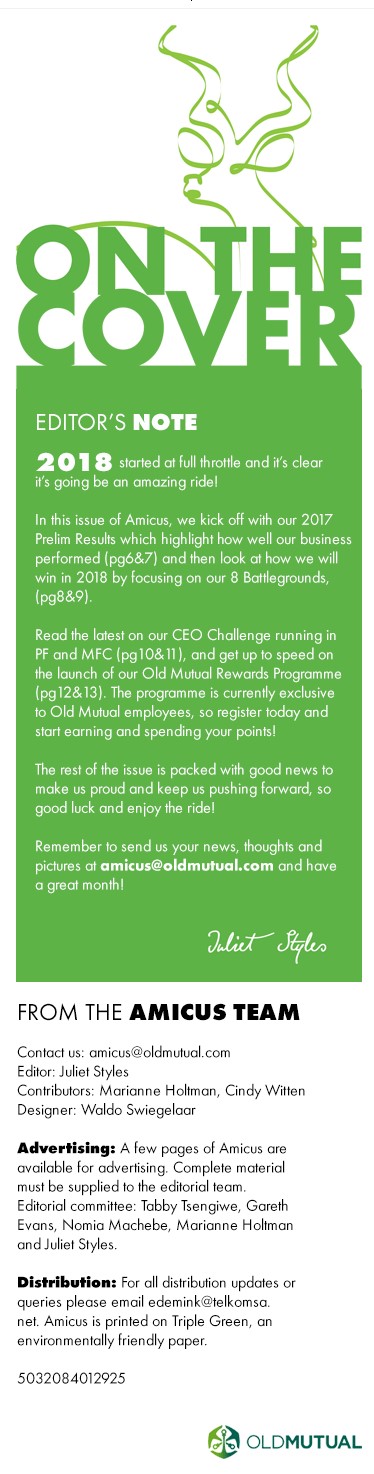 ON THE
COVER
EDITOR'S NOTE
2018 started at full throttle and it's clear
it's going be an amazing ride!
In this issue of Amicus, we kick off with our 2017
Prelim Results which highlight how well our business
performed (pg6&7) and then look at how we will
win in 2018 by focusing on our 8 Battlegrounds,
(pg8&9).
Read the latest on our CEO Challenge running in
PF and MFC (pg10&11), and get up to speed on
the launch of our Old Mutual Rewards Programme
(pg12&13). The programme is currently exclusive
to Old Mutual employees, so register today and
start earning and spending your points!
The rest of the issue is packed with good news to
make us proud and keep us pushing forward, so
good luck and enjoy the ride!
Remember to send us your news, thoughts and
pictures at amicus@oldmutual.com and have
a great month!
Juliet Styles
FROM THE AMICUS TEAM
Contact us: amicus@oldmutual.com
Editor: Juliet Styles
Contributors: Marianne Holtman, Cindy Witten
Designer: Waldo Swiegelaar
Advertising: A few pages of Amicus are
available for advertising. Complete material
must be supplied to the editorial team.
Editorial committee: Tabby Tsengiwe, Gareth
Evans, Nomia Machebe, Marianne Holtman
and Juliet Styles.
Distribution: For all distribution updates or
queries please email edemink@telkomsa.
net. Amicus is printed on Triple Green, an
environmentally friendly paper.
5032084012925
OLDMUTUAL